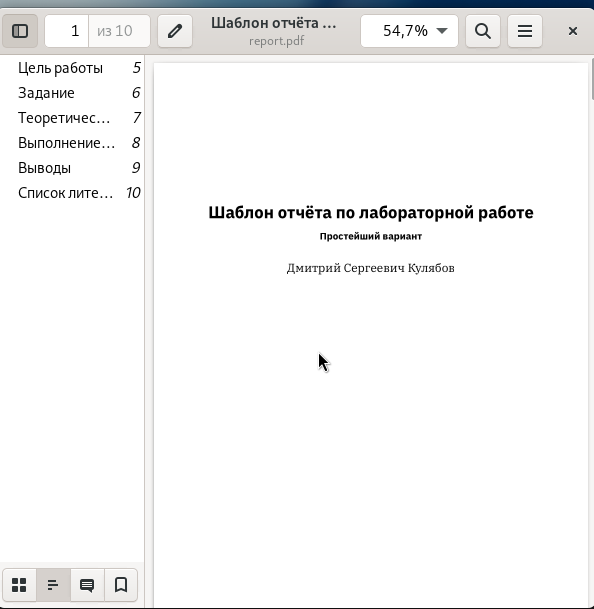 1 из 10
Шаблон отчёта ...
report.pdf
54,7%
Цель работы 5
Задание 6
Теоретичес... 7
Выполнение... 8
Выводы 9
Список лите... 10
Шаблон отчёта по лабораторной работе
Простейший вариант
Дмитрий Сергеевич Кулябов